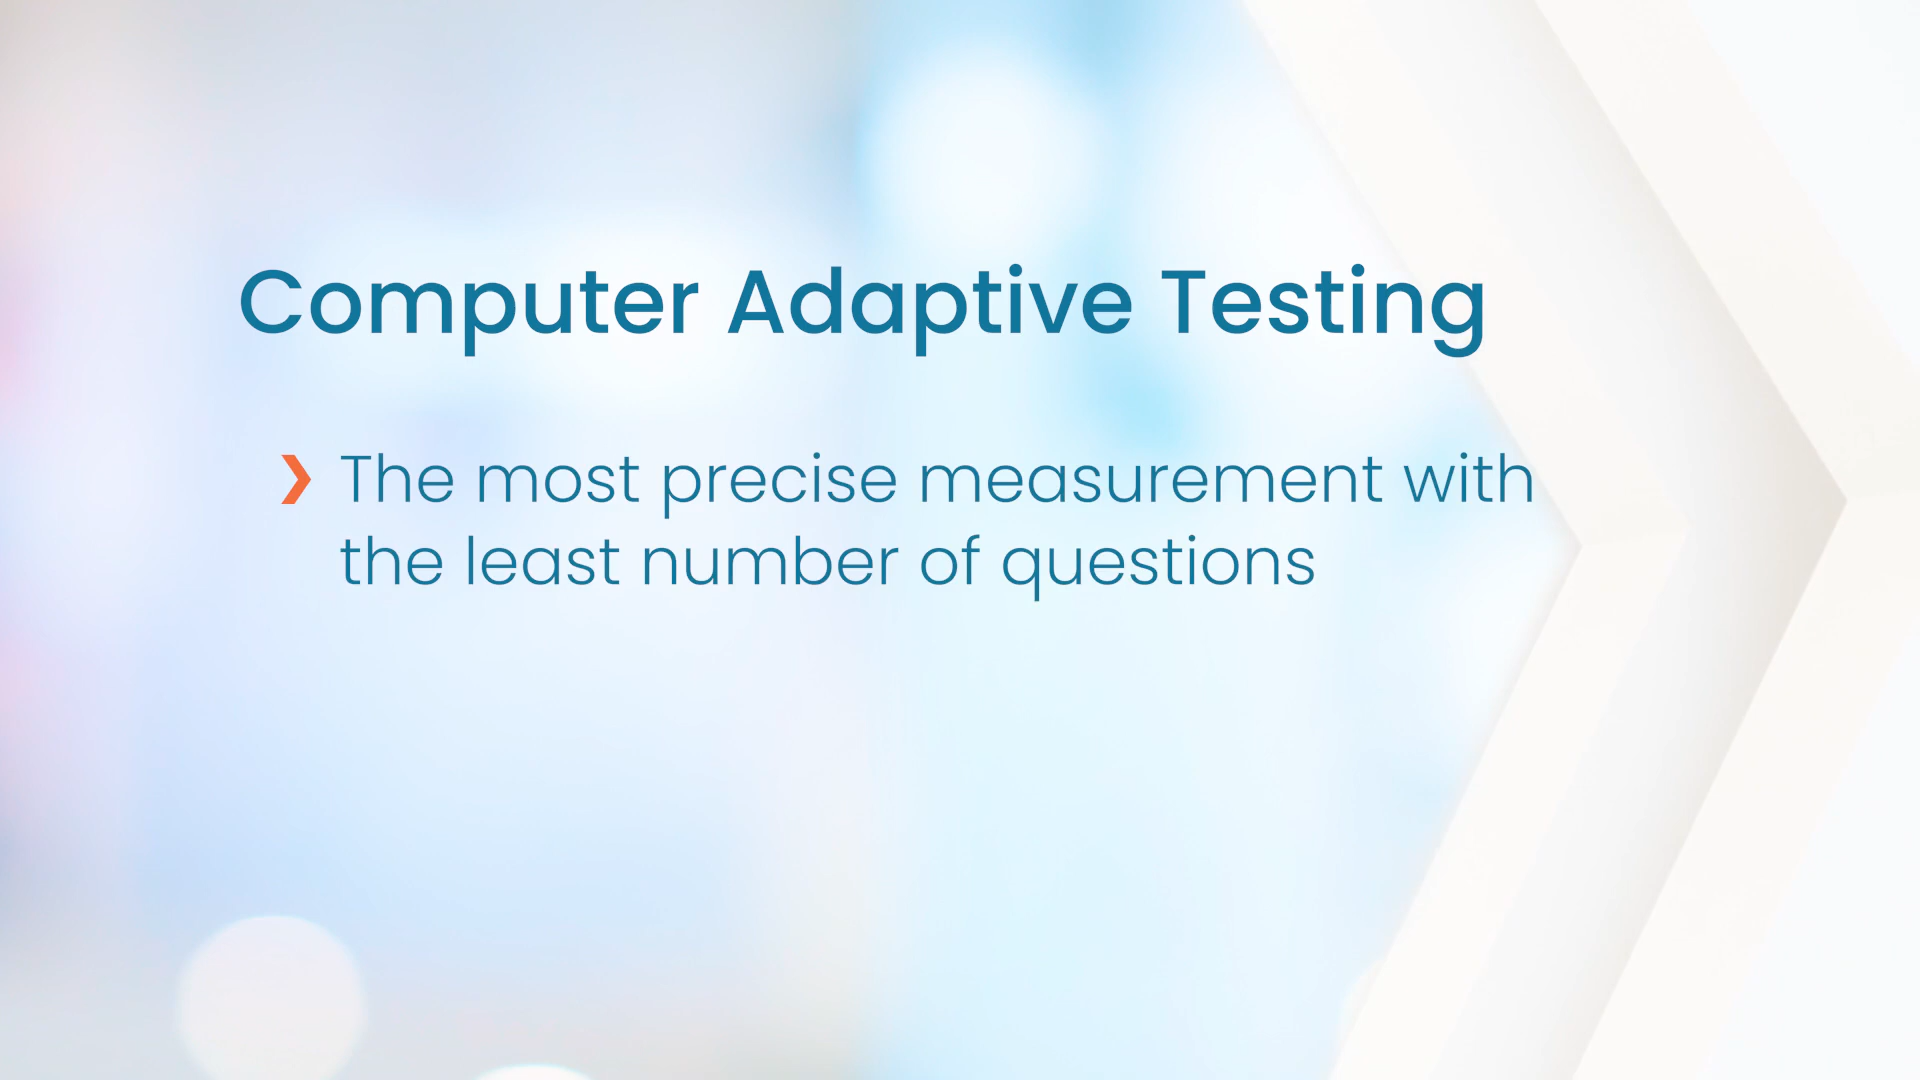 Computer Adaptive Testing
The most precise measurement with
the least number of questions